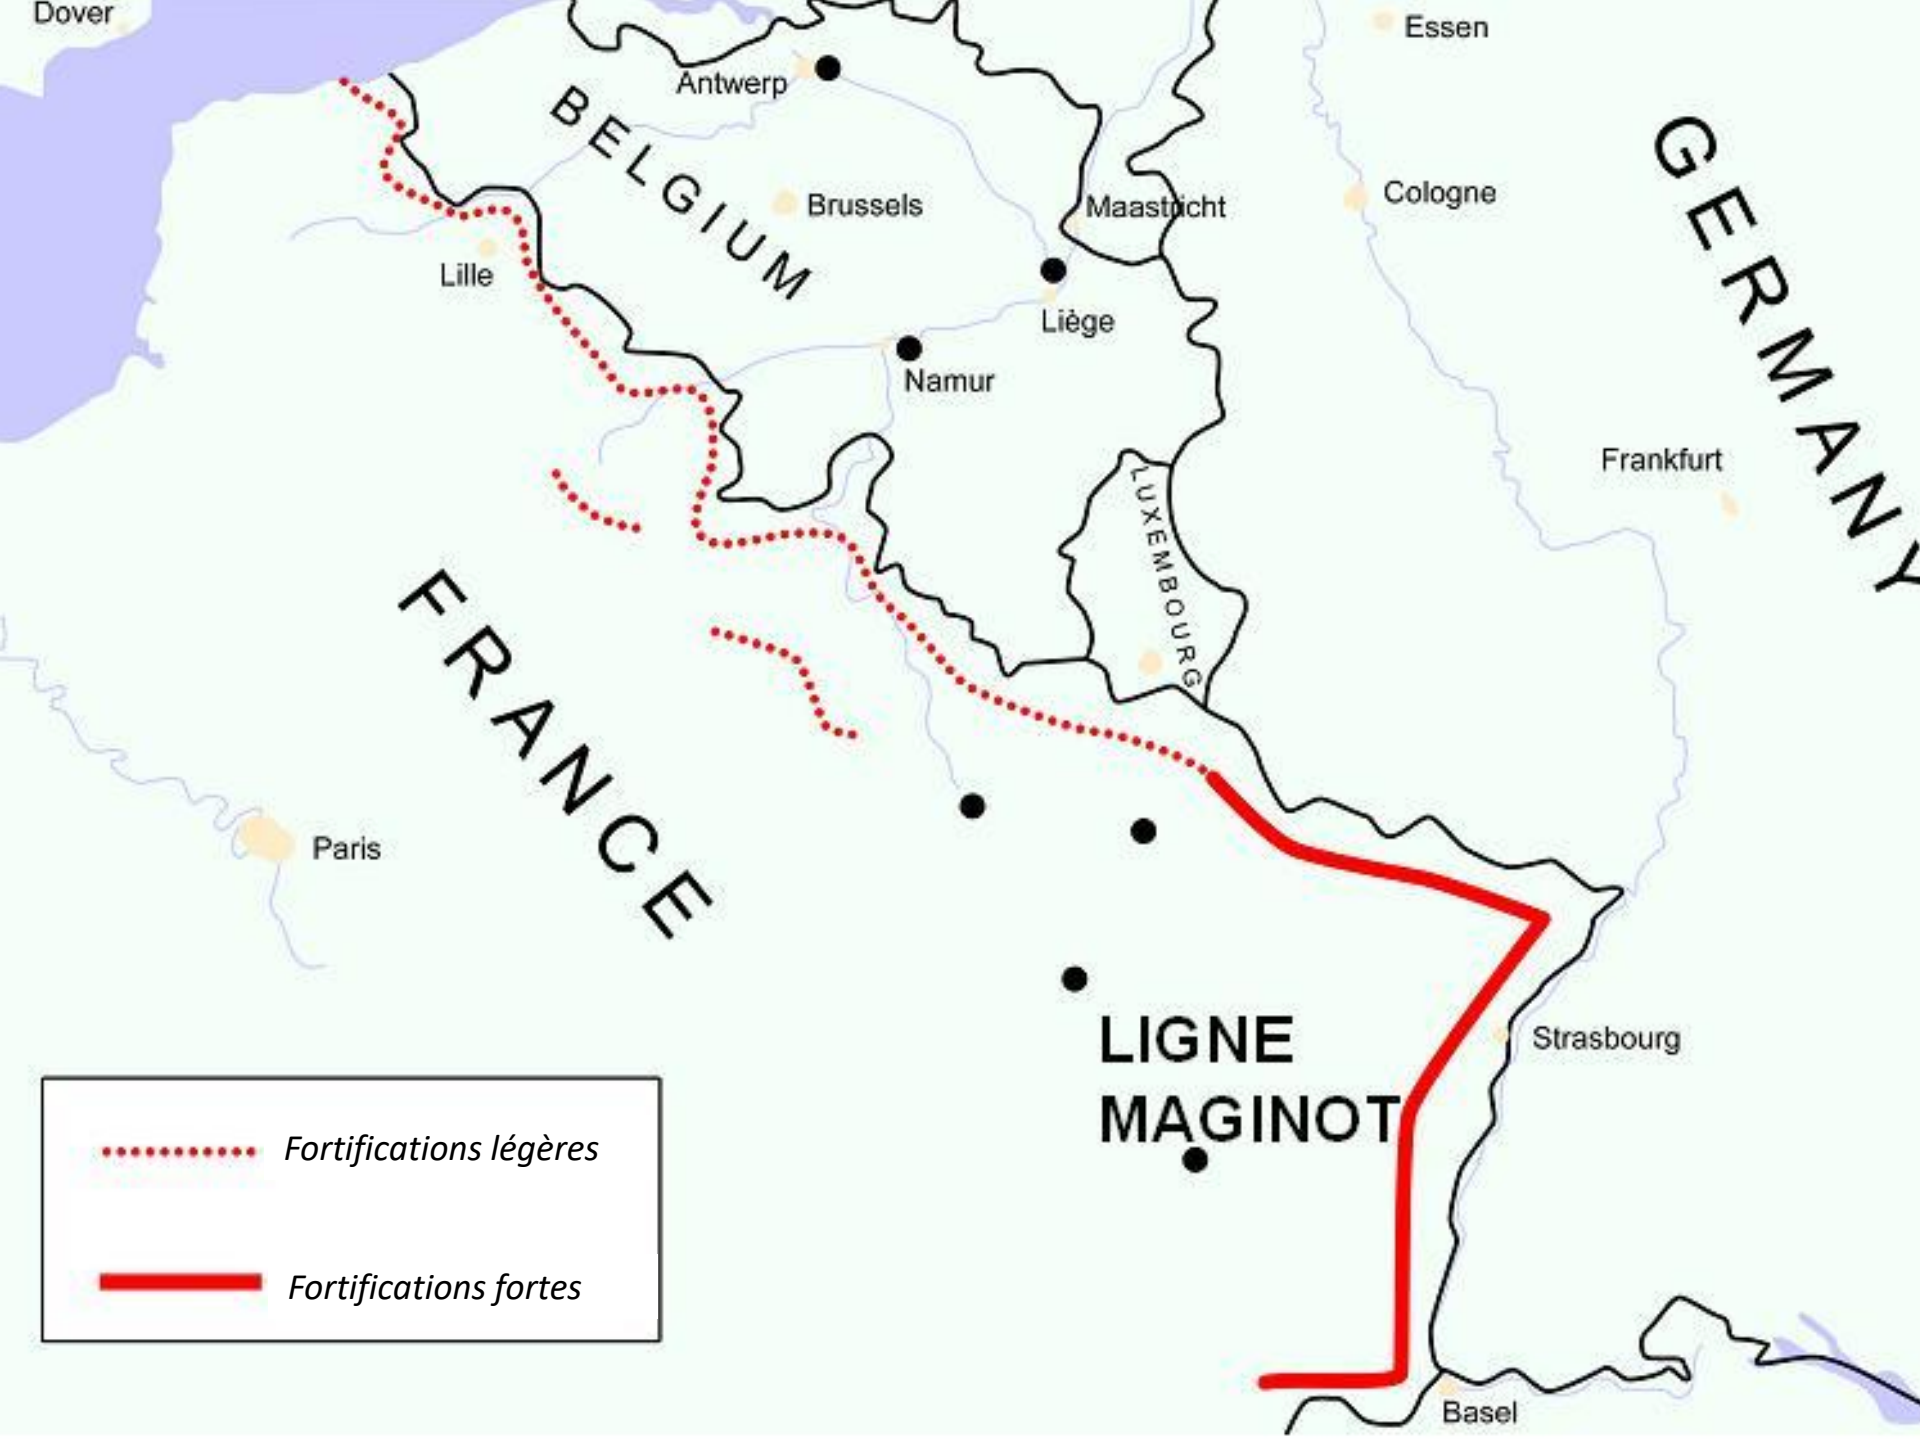 Dover
Essen
Antwerp
BELGIUM
GERMANY
Cologne
Brussels
Maastricht
Lille
Liège
Namur
Frankfurt
LUXEMBOURG
FRANCE
Paris
LIGNE
MAGINOT
Strasbourg
Fortifications légères
Fortifications fortes
Basel